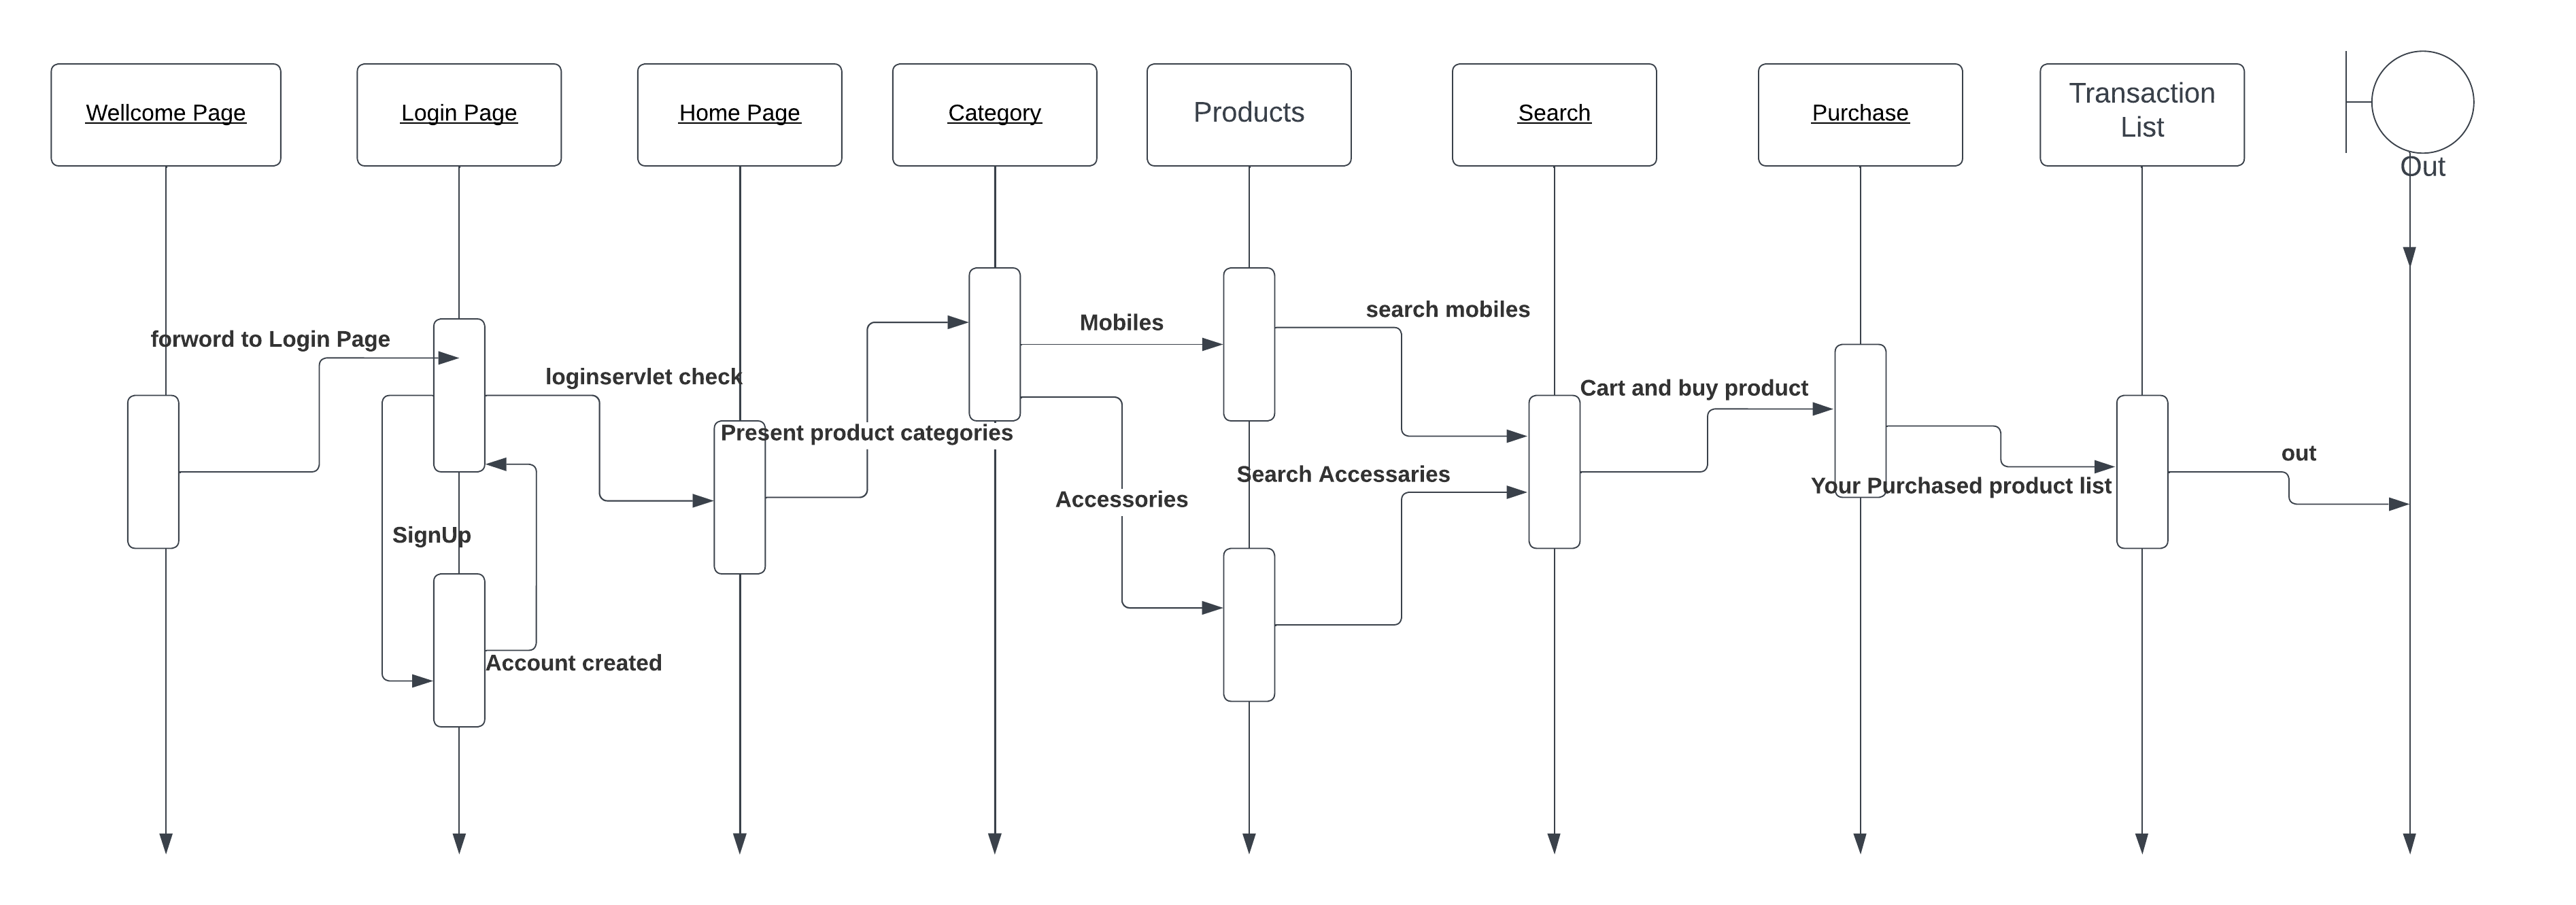 Wellcome Page
Login Page
Home Page
Category
Products
Search
Purchase
Transaction
List
Out
forword to Login Page
loginservlet check
SignUp
Account created
Present product categories
Mobiles
Accessories
search mobiles
Search Accessaries
Cart and buy product
Your Purchased product list
out